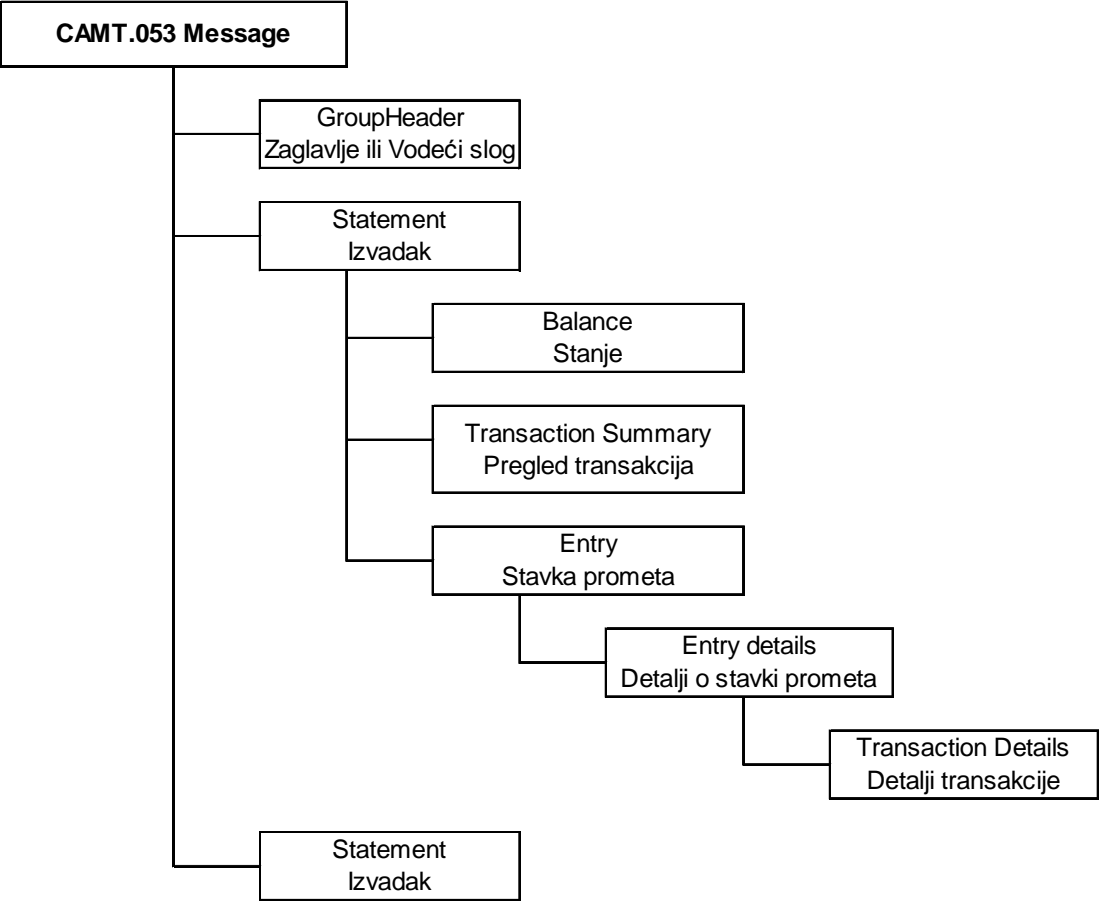 CAMT.053 Message
GroupHeader
Zaglavlje ili Vodeći slog
Statement
Izvadak
Balance
Stanje
Transaction Summary
Pregled transakcija
Entry
Stavka prometa
Entry details
Detalji o stavki prometa
Transaction Details
Detalji transakcije
Statement
Izvadak